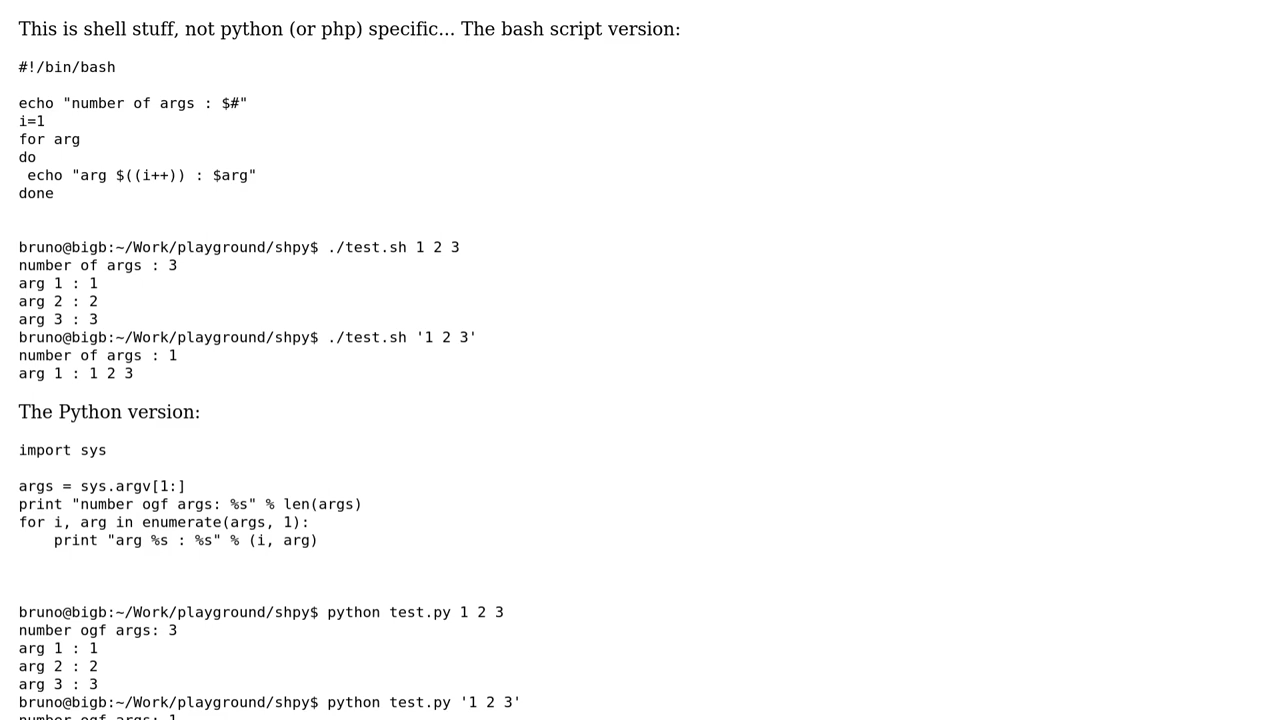 This is shell stuff, not python (or php) specific... The bash script version:
#!/bin/bash
echo "number of args : $#"
i=1
for arg
do
 echo "arg $((i++)) : $arg"
done
bruno@bigb:~/Work/playground/shpy$ ./test.sh 1 2 3
number of args : 3
arg 1 : 1
arg 2 : 2
arg 3 : 3
bruno@bigb:~/Work/playground/shpy$ ./test.sh '1 2 3'
number of args : 1
arg 1 : 1 2 3
The Python version:
import sys
args = sys.argv[1:]
print "number ogf args: %s" % len(args)
for i, arg in enumerate(args, 1):
    print "arg %s : %s" % (i, arg)
bruno@bigb:~/Work/playground/shpy$ python test.py 1 2 3
number ogf args: 3
arg 1 : 1
arg 2 : 2
arg 3 : 3
bruno@bigb:~/Work/playground/shpy$ python test.py '1 2 3'
number ogf args: 1